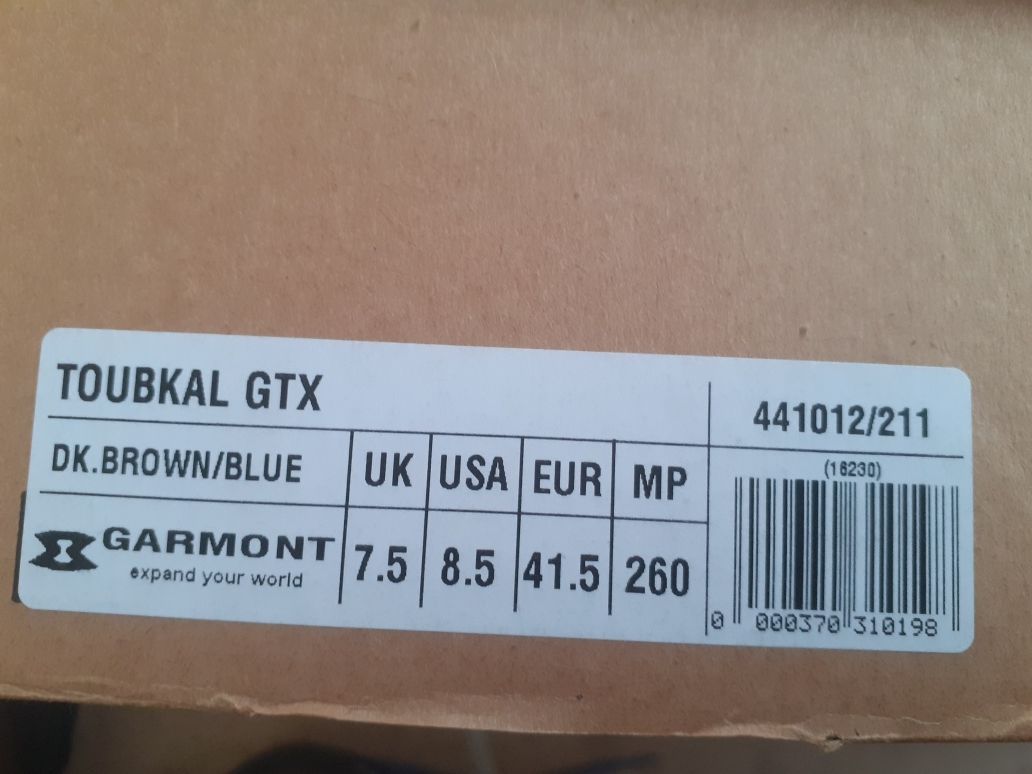 TOUBKAL GTX
441012/211
DK.BROWN/BLUE
UK
USA
EUR
MP
(16230)
GARMONT
expand your world
7.5
8.5
41.5
260
0 000370 310198